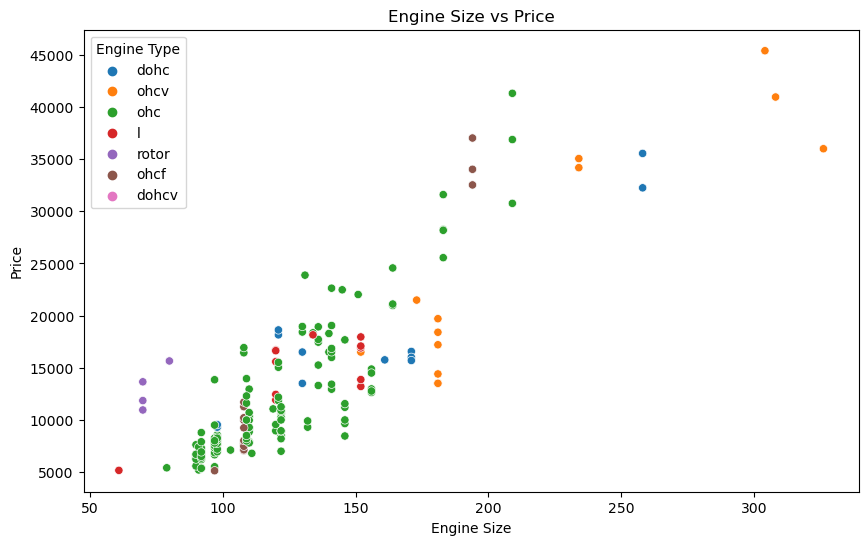 Engine Size vs Price
Engine Type
dohc
ohcv
ohc
l
rotor
ohcf
dohcv
45000
40000
35000
30000
25000
20000
15000
10000
5000
Price
50
100
150
200
250
300
Engine Size